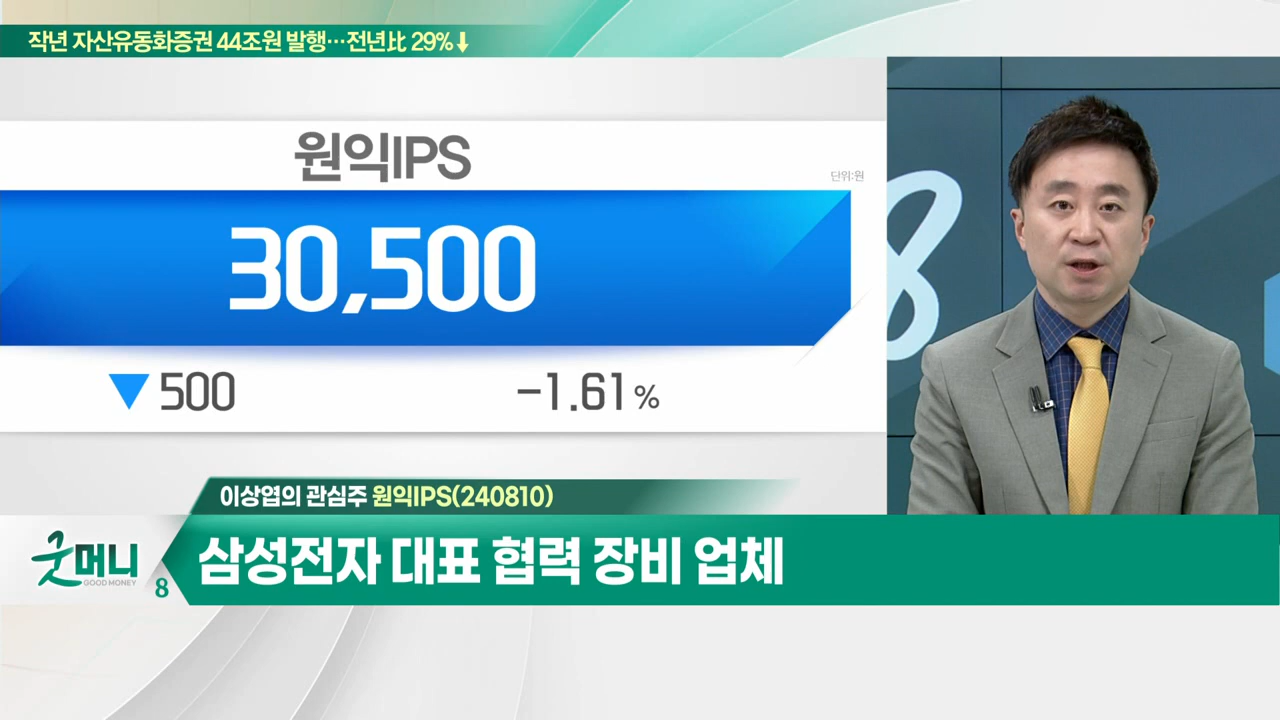 작년 자산유동화증권 44조원 발행…전년比 29%↓
원익IPS
단위:원
30,500
▼500 -1.61%
이상엽의 관심주 원익IPS(240810)
굿머니
GOOD MONEY
8
삼성전자 대표 협력 장비 업체
8